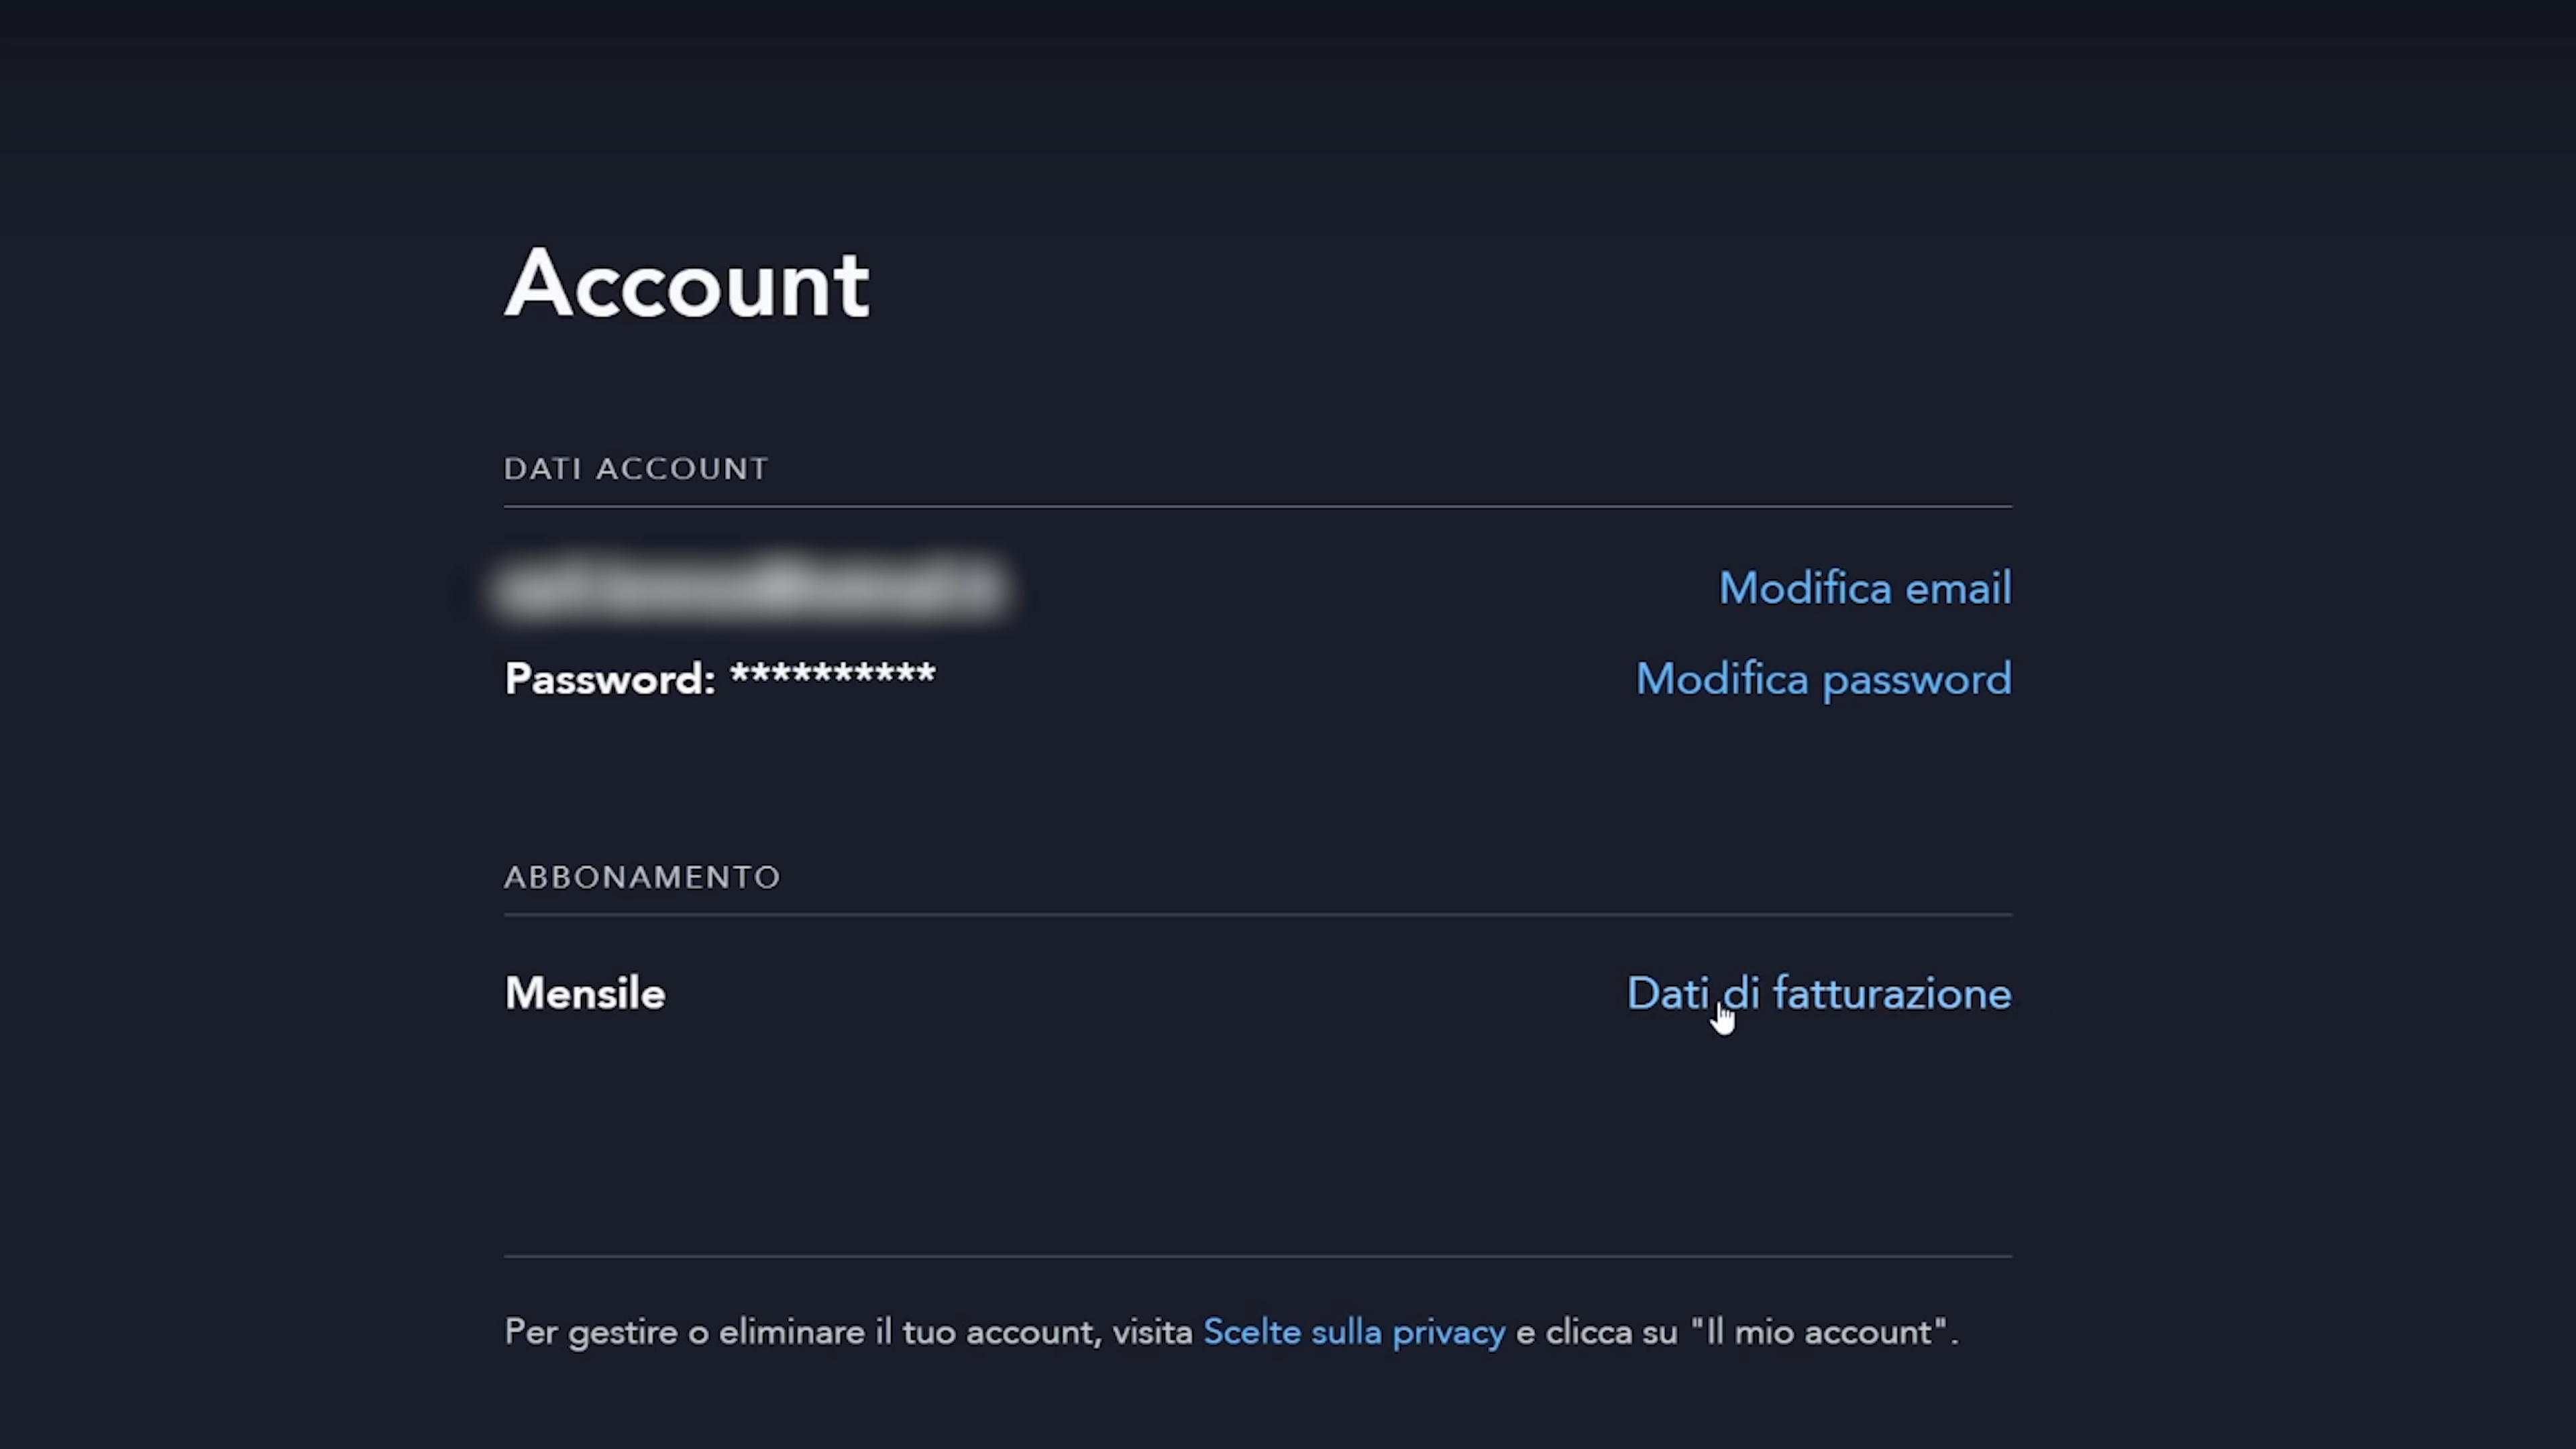 Account
DATI ACCOUNT
Modifica email
Password: **********
Modifica password
ABBONAMENTO
Mensile
Dati di fatturazione
Per gestire o eliminare il tuo account, visita Scelte sulla privacy e clicca su "Il mio account".